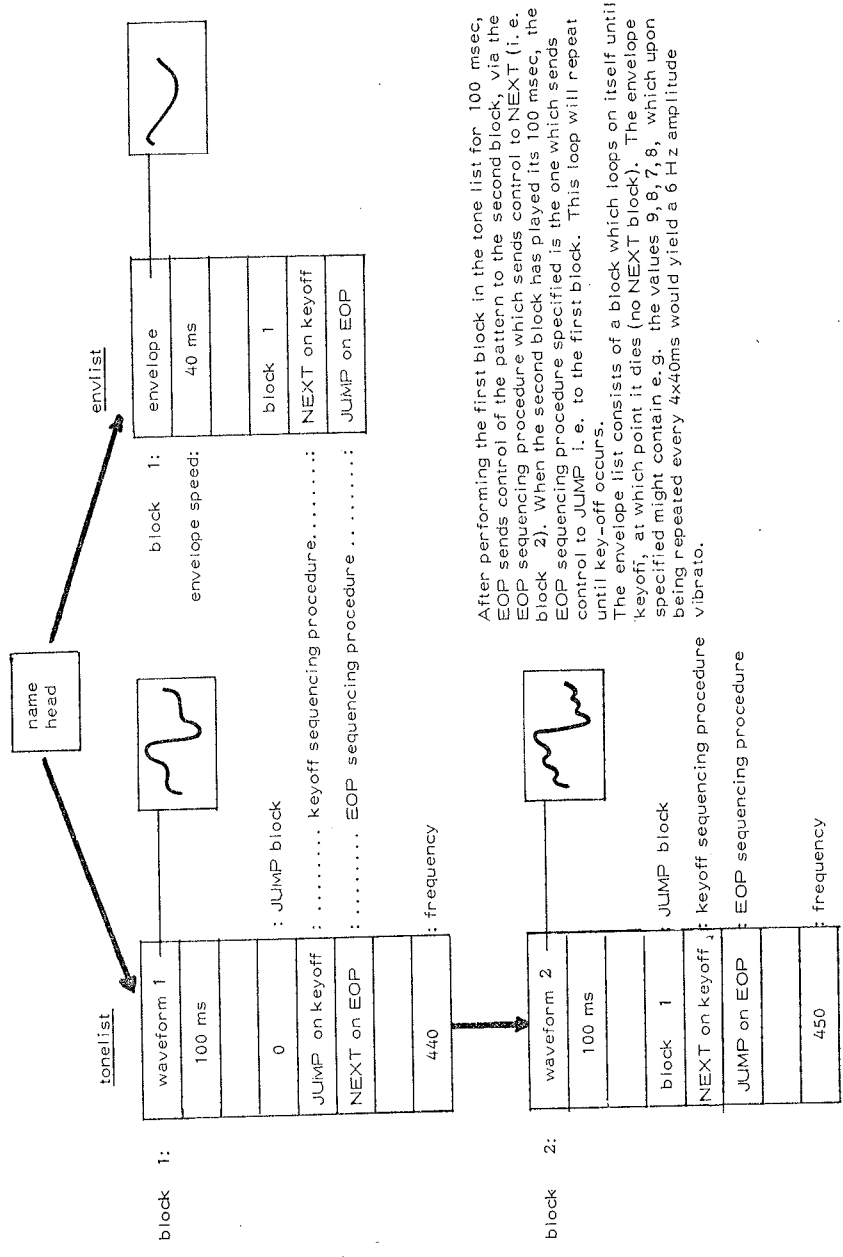 name
head
tonelist
block 1:
waveform 1
100 ms
0
: JUMP block
JUMP on keyoff
: ........ keyoff sequencing procedure.......:
NEXT on EOP
: ......... EOP sequencing procedure ........:
440
: frequency
envlist
block 1:
envelope
envelope speed:
40 ms
block 1
NEXT on keyoff
JUMP on EOP
block 2:
waveform 2
100 ms
block 1
: JUMP block
NEXT on keyoff
: keyoff sequencing procedure
JUMP on EOP
: EOP sequencing procedure
450
: frequency
After performing the first block in the tone list for 100 msec,
EOP sends control of the pattern to the second block, via the
EOP sequencing procedure which sends control to NEXT (i.e.
block 2). When the second block has played its 100 msec, the
EOP sequencing procedure specified is the one which sends
control to JUMP i.e. to the first block. This loop will repeat
until key-off occurs.
The envelope list consists of a block which loops on itself until
keyoff, at which point it dies (no NEXT block). The envelope
specified might contain e.g. the values 9,8,7,8, which upon
being repeated every 4x40ms would yield a 6 Hz amplitude
vibrato.